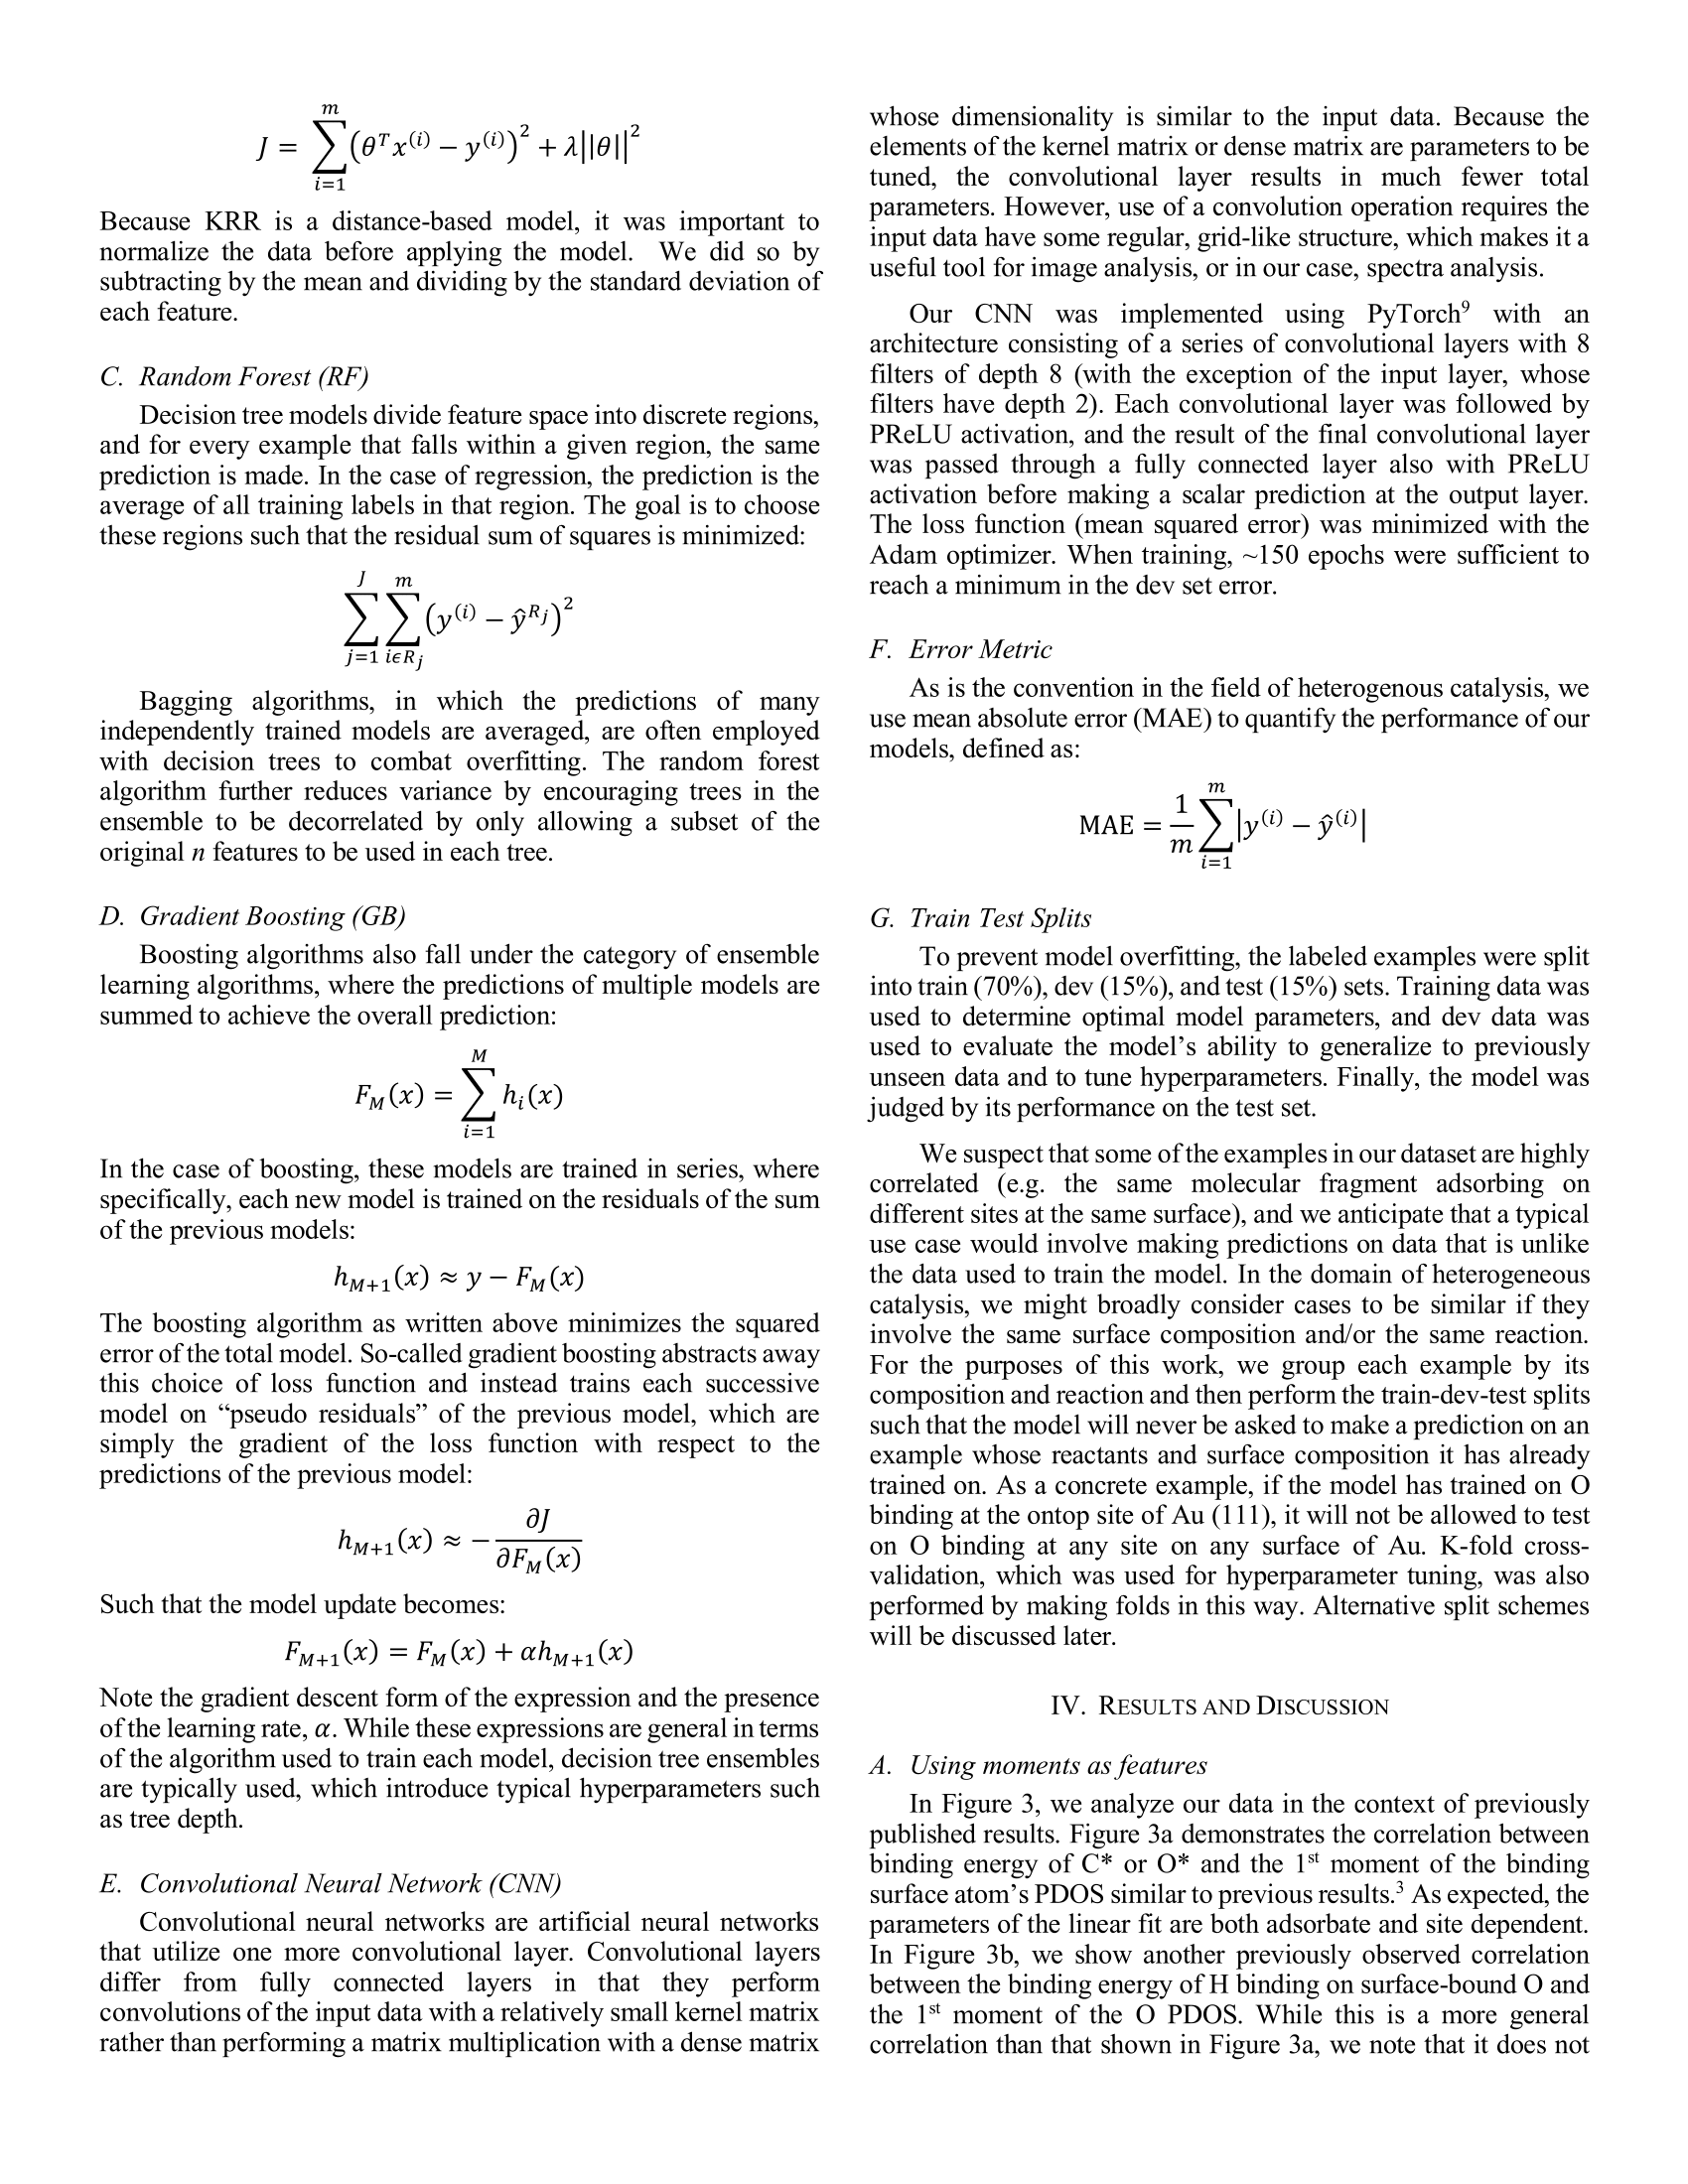 J = \sum_{i=1}^{m} (θ^T x^{(i)} − y^{(i)})^2 + λ||θ||^2
Because KRR is a distance-based model, it was important to
normalize the data before applying the model. We did so by
subtracting by the mean and dividing by the standard deviation of
each feature.
C. Random Forest (RF)
Decision tree models divide feature space into discrete regions,
and for every example that falls within a given region, the same
prediction is made. In the case of regression, the prediction is the
average of all training labels in that region. The goal is to choose
these regions such that the residual sum of squares is minimized:
\sum_{j=1}^{J} \sum_{iϵR_j}^{m} (y^{(i)} − ŷ^{R_j})^2
Bagging algorithms, in which the predictions of many
independently trained models are averaged, are often employed
with decision trees to combat overfitting. The random forest
algorithm further reduces variance by encouraging trees in the
ensemble to be decorrelated by only allowing a subset of the
original n features to be used in each tree.
D. Gradient Boosting (GB)
Boosting algorithms also fall under the category of ensemble
learning algorithms, where the predictions of multiple models are
summed to achieve the overall prediction:
F_M(x) = \sum_{i=1}^{M} h_i(x)
In the case of boosting, these models are trained in series, where
specifically, each new model is trained on the residuals of the sum
of the previous models:
h_{M+1}(x) ≈ y − F_M(x)
The boosting algorithm as written above minimizes the squared
error of the total model. So-called gradient boosting abstracts away
this choice of loss function and instead trains each successive
model on “pseudo residuals” of the previous model, which are
simply the gradient of the loss function with respect to the
predictions of the previous model:
h_{M+1}(x) ≈ − \frac{∂J}{∂F_M(x)}
Such that the model update becomes:
F_{M+1}(x) = F_M(x) + αh_{M+1}(x)
Note the gradient descent form of the expression and the presence
of the learning rate, α. While these expressions are general in terms
of the algorithm used to train each model, decision tree ensembles
are typically used, which introduce typical hyperparameters such
as tree depth.
E. Convolutional Neural Network (CNN)
Convolutional neural networks are artificial neural networks
that utilize one more convolutional layer. Convolutional layers
differ from fully connected layers in that they perform
convolutions of the input data with a relatively small kernel matrix
rather than performing a matrix multiplication with a dense matrix
whose dimensionality is similar to the input data. Because the
elements of the kernel matrix or dense matrix are parameters to be
tuned, the convolutional layer results in much fewer total
parameters. However, use of a convolution operation requires the
input data have some regular, grid-like structure, which makes it a
useful tool for image analysis, or in our case, spectra analysis.
Our CNN was implemented using PyTorch⁹ with an
architecture consisting of a series of convolutional layers with 8
filters of depth 8 (with the exception of the input layer, whose
filters have depth 2). Each convolutional layer was followed by
PReLU activation, and the result of the final convolutional layer
was passed through a fully connected layer also with PReLU
activation before making a scalar prediction at the output layer.
The loss function (mean squared error) was minimized with the
Adam optimizer. When training, ~150 epochs were sufficient to
reach a minimum in the dev set error.
F. Error Metric
As is the convention in the field of heterogenous catalysis, we
use mean absolute error (MAE) to quantify the performance of our
models, defined as:
MAE = \frac{1}{m} \sum_{i=1}^{m} |y^{(i)} − ŷ^{(i)}|
G. Train Test Splits
To prevent model overfitting, the labeled examples were split
into train (70%), dev (15%), and test (15%) sets. Training data was
used to determine optimal model parameters, and dev data was
used to evaluate the model’s ability to generalize to previously
unseen data and to tune hyperparameters. Finally, the model was
judged by its performance on the test set.
We suspect that some of the examples in our dataset are highly
correlated (e.g. the same molecular fragment adsorbing on
different sites at the same surface), and we anticipate that a typical
use case would involve making predictions on data that is unlike
the data used to train the model. In the domain of heterogeneous
catalysis, we might broadly consider cases to be similar if they
involve the same surface composition and/or the same reaction.
For the purposes of this work, we group each example by its
composition and reaction and then perform the train-dev-test splits
such that the model will never be asked to make a prediction on an
example whose reactants and surface composition it has already
trained on. As a concrete example, if the model has trained on O
binding at the ontop site of Au (111), it will not be allowed to test
on O binding at any site on any surface of Au. K-fold cross-
validation, which was used for hyperparameter tuning, was also
performed by making folds in this way. Alternative split schemes
will be discussed later.
IV. RESULTS AND DISCUSSION
A. Using moments as features
In Figure 3, we analyze our data in the context of previously
published results. Figure 3a demonstrates the correlation between
binding energy of C* or O* and the 1ˢᵗ moment of the binding
surface atom’s PDOS similar to previous results.³ As expected, the
parameters of the linear fit are both adsorbate and site dependent.
In Figure 3b, we show another previously observed correlation
between the binding energy of H binding on surface-bound O and
the 1ˢᵗ moment of the O PDOS. While this is a more general
correlation than that shown in Figure 3a, we note that it does not